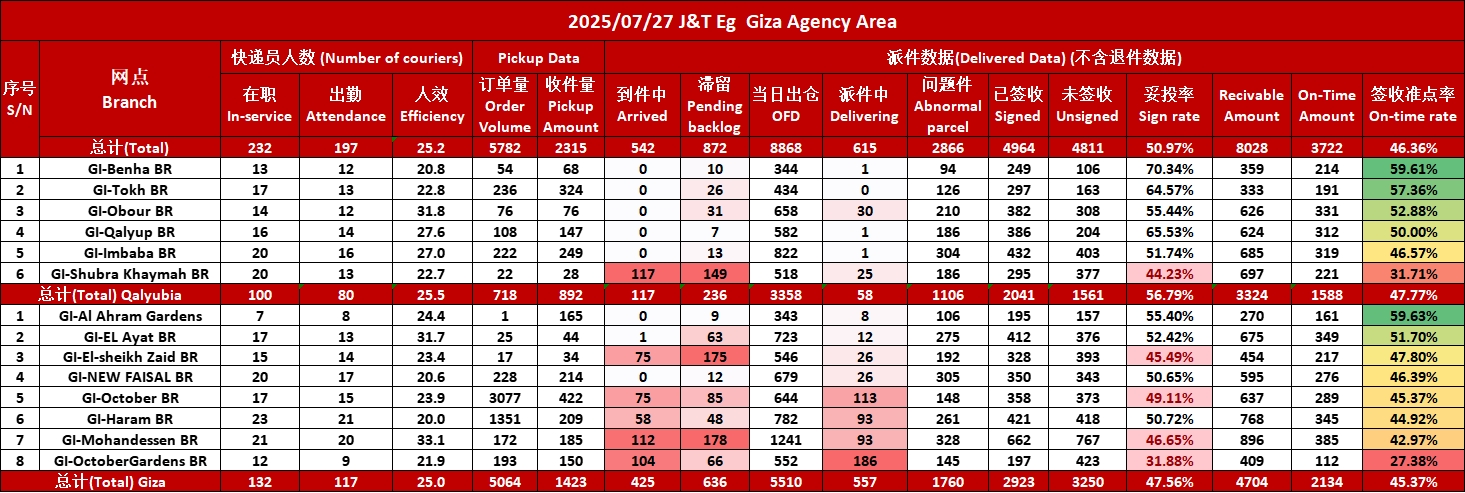 2025/07/27 J&T Eg  Giza Agency Area
序号 S/N 网点 Branch 快递员人数 (Number of couriers) Pickup Data 派件数据(Delivered Data) (不含退件数据)
在职 In-service 出勤 Attendance 人效 Efficiency 订单量 Order Volume 收件量 Pickup Amount 到件中 Arrived 滞留 Pending backlog 当日出仓 OFD 派件中 Delivering 问题件 Abnormal parcel 已签收 Signed 未签收 Unsigned 妥投率 Sign rate Recivable Amount On-Time Amount 签收准点率 On-time rate
总计(Total) 232 197 25.2 5782 2315 542 872 8868 615 2866 4964 4811 50.97% 8028 3722 46.36%
1 GI-Benha BR 13 12 20.8 54 68 0 10 344 1 94 249 106 70.34% 359 214 59.61%
2 GI-Tokh BR 17 13 22.8 236 324 0 26 434 0 126 297 163 64.57% 333 191 57.36%
3 GI-Obour BR 14 12 31.8 76 76 0 31 658 30 210 382 308 55.44% 626 331 52.88%
4 GI-Qalyup BR 16 14 27.6 108 147 0 7 582 1 186 386 204 65.53% 624 312 50.00%
5 GI-Imbaba BR 20 16 27.0 222 249 0 13 822 1 304 432 403 51.74% 685 319 46.57%
6 GI-Shubra Khaymah BR 20 13 22.7 22 28 117 149 518 25 186 295 377 44.23% 697 221 31.71%
总计(Total) Qalyubia 100 80 25.5 718 892 117 236 3358 58 1106 2041 1561 56.79% 3324 1588 47.77%
1 GI-Al Ahram Gardens 7 8 24.4 1 165 0 9 343 8 106 195 157 55.40% 270 161 59.63%
2 GI-EL Ayat BR 17 13 31.7 25 44 1 63 723 12 275 412 376 52.42% 675 349 51.70%
3 GI-El-sheikh Zaid BR 15 14 23.4 17 34 75 175 546 26 192 328 393 45.49% 454 217 47.80%
4 GI-NEW FAISAL BR 20 17 20.6 228 214 0 12 679 26 305 350 343 50.65% 595 276 46.39%
5 GI-October BR 17 15 23.9 3077 422 75 85 644 113 148 358 373 49.11% 637 289 45.37%
6 GI-Haram BR 23 21 20.0 1351 209 58 48 782 93 261 421 418 50.72% 768 345 44.92%
7 GI-Mohandessen BR 21 20 33.1 172 185 112 178 1241 93 328 662 767 46.65% 896 385 42.97%
8 GI-OctoberGardens BR 12 9 21.9 193 150 104 66 552 186 145 197 423 31.88% 409 112 27.38%
总计(Total) Giza 132 117 25.0 5064 1423 425 636 5510 557 1760 2923 3250 47.56% 4704 2134 45.37%